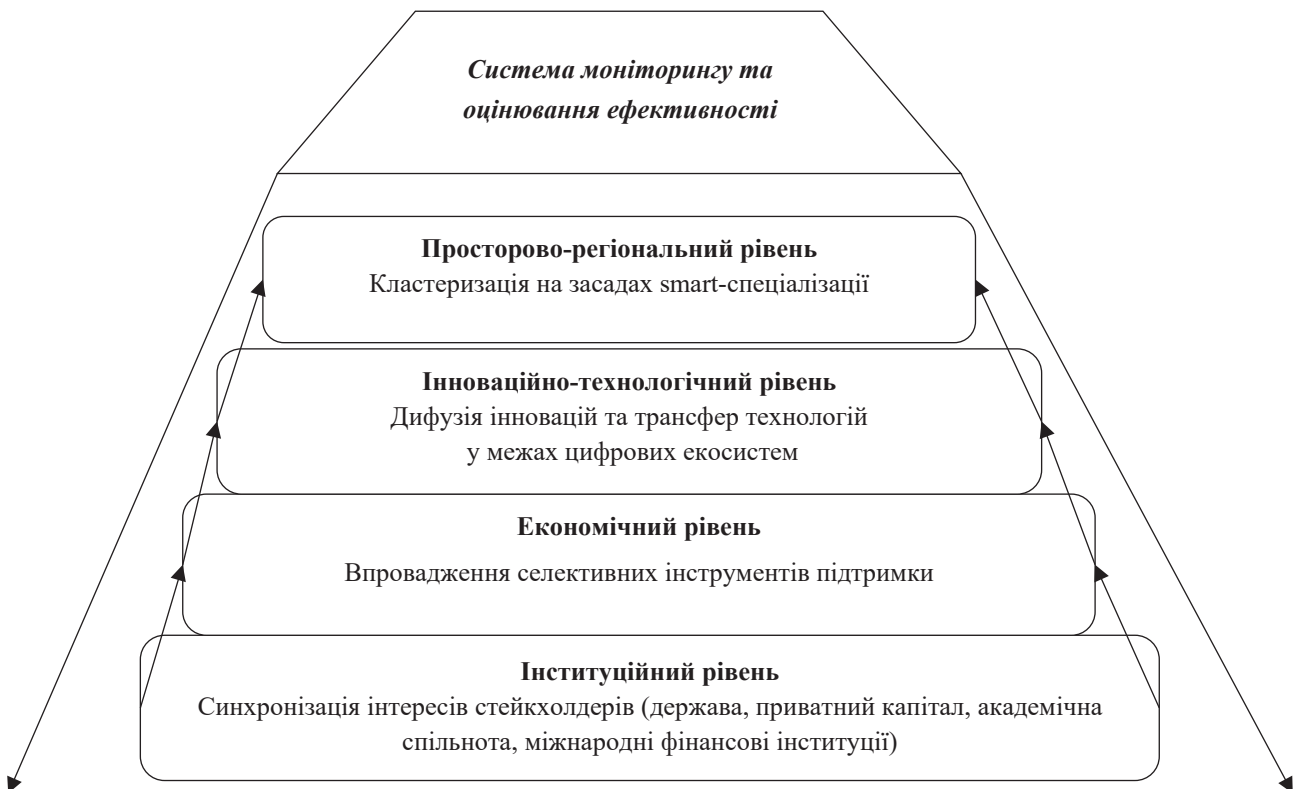 Система моніторингу та
оцінювання ефективності
Просторово-регіональний рівень
Кластеризація на засадах smart-спеціалізації
Інноваційно-технологічний рівень
Дифузія інновацій та трансфер технологій
у межах цифрових екосистем
Економічний рівень
Впровадження селективних інструментів підтримки
Інституційний рівень
Синхронізація інтересів стейкхолдерів (держава, приватний капітал, академічна
спільнота, міжнародні фінансові інституції)